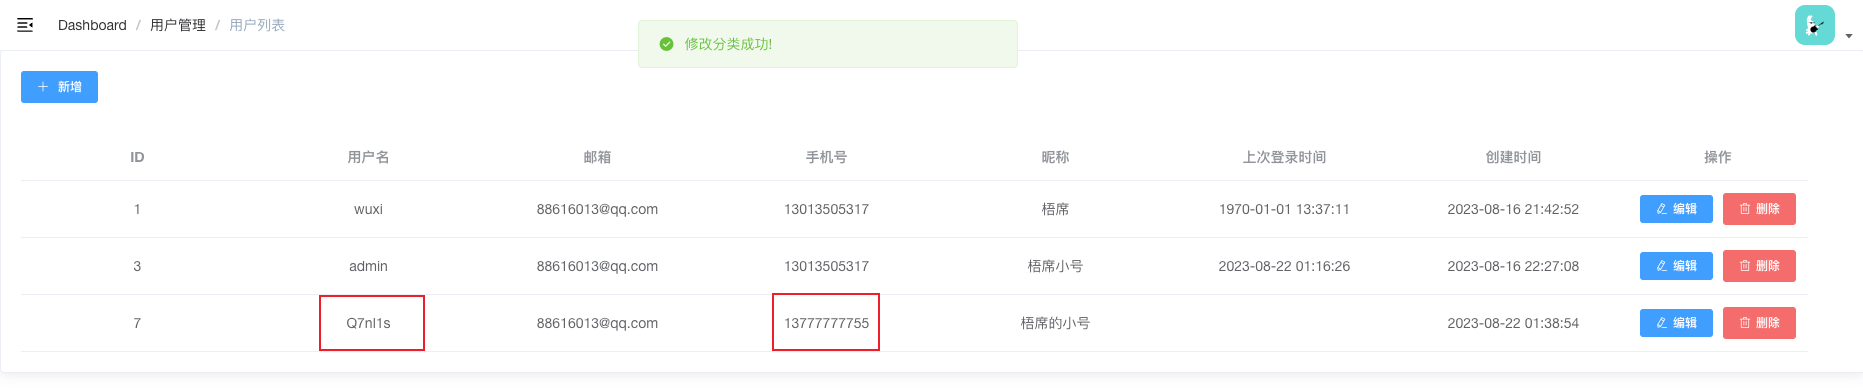 Dashboard / 用户管理 / 用户列表
修改分类成功!
新增
ID 用户名 邮箱 手机号 昵称 上次登录时间 创建时间 操作
1 wuxi 88616013@qq.com 13013505317 梧席 1970-01-01 13:37:11 2023-08-16 21:42:52 编辑 删除
3 admin 88616013@qq.com 13013505317 梧席小号 2023-08-22 01:16:26 2023-08-16 22:27:08 编辑 删除
7 Q7nl1s 88616013@qq.com 13777777755 梧席的小号 2023-08-22 01:38:54 编辑 删除